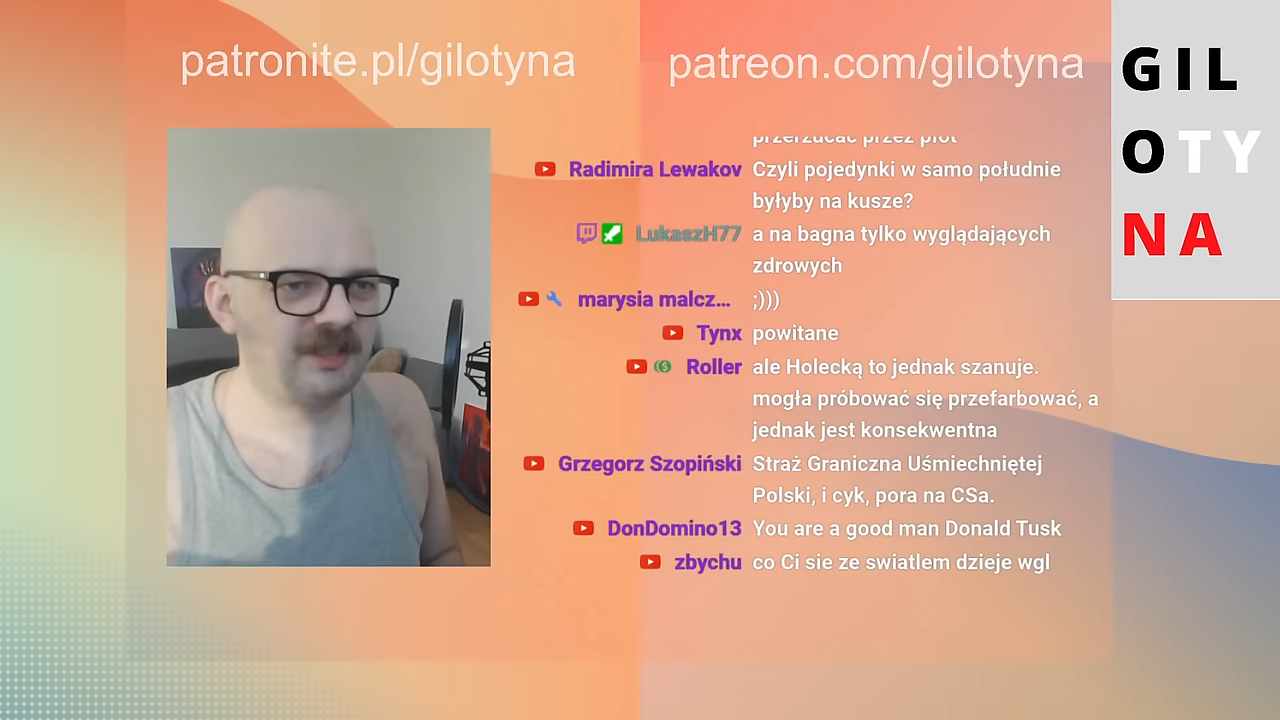 patronite.pl/gilotyna
patreon.com/gilotyna
GIL
OTY
NA
przerzucać przez płot
Radimira Lewakov Czyli pojedynki w samo południe
byłyby na kusze?
LukaszH77 a na bagna tylko wyglądających
zdrowych
marysia malcz... ;)))
Tynx powitane
Roller ale Holecką to jednak szanuje.
mogła próbować się przefarbować, a
jednak jest konsekwentna
Grzegorz Szopiński Straż Graniczna Uśmiechniętej
Polski, i cyk, pora na CSa.
DonDomino13 You are a good man Donald Tusk
zbychu co Ci sie ze swiatlem dzieje wgl